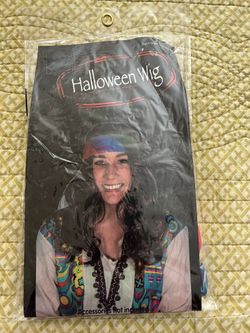 Halloween Wig
Accessories not included